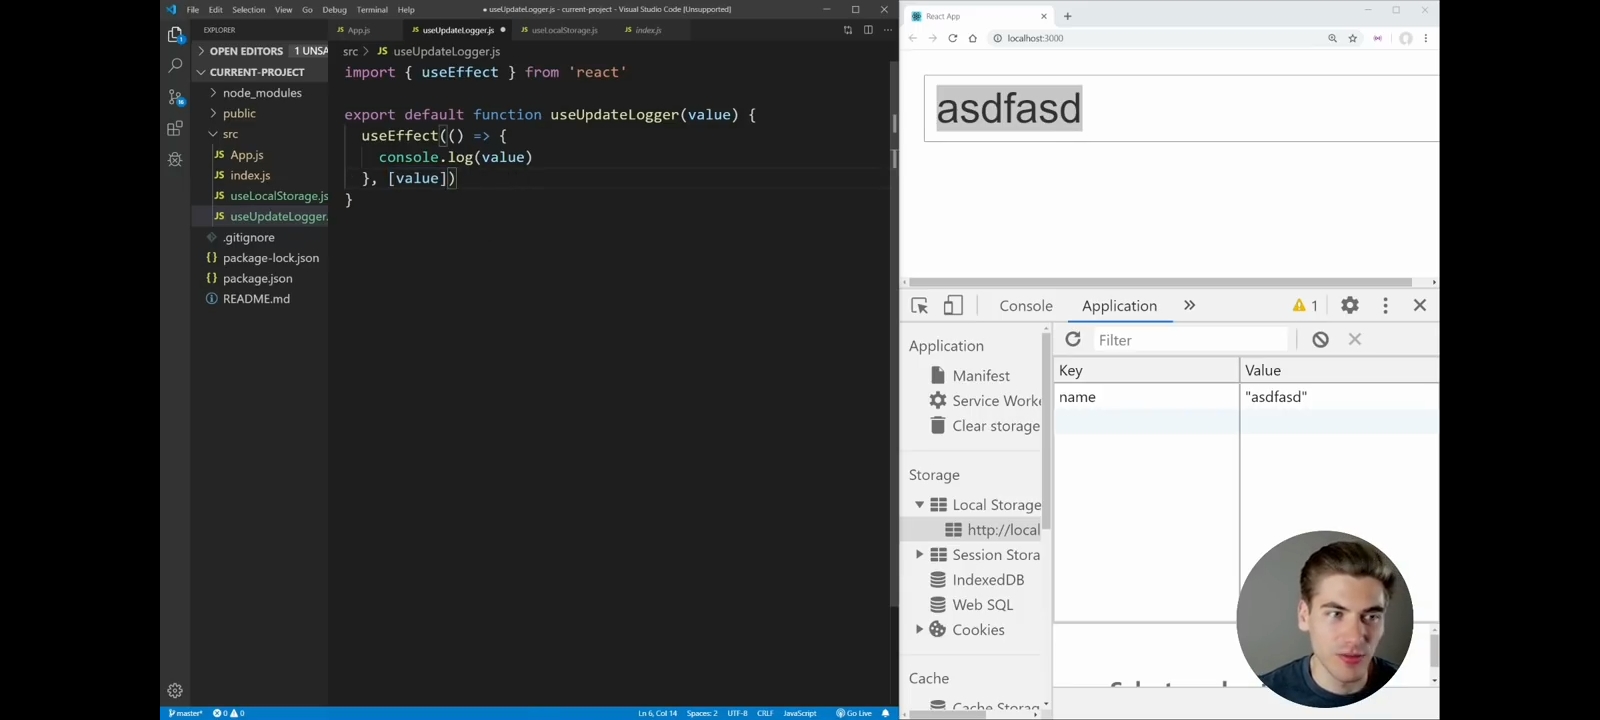 File Edit Selection View Go Debug Terminal Help
useUpdateLogger.js - current-project - Visual Studio Code [Unsupported]
EXPLORER
OPEN EDITORS 1 UNSA
CURRENT-PROJECT
node_modules
public
src
JS App.js
JS index.js
JS useLocalStorage.js
JS useUpdateLogger.
.gitignore
{} package-lock.json
{} package.json
README.md
JS App.js
JS useUpdateLogger.js
JS useLocalStorage.js
JS index.js
src > JS useUpdateLogger.js
import { useEffect } from 'react'
export default function useUpdateLogger(value) {
useEffect(() => {
console.log(value)
}, [value])
}
master* 0 0
Ln 6, Col 14 Spaces: 2 UTF-8 CRLF JavaScript Go Live
React App
localhost:3000
asdfasd
Console Application 1
Application
Manifest
Service Worke
Clear storage
Storage
Local Storage
http://local
Session Stora
IndexedDB
Web SQL
Cookies
Cache
Cache Storag
Filter
Key Value
name "asdfasd"